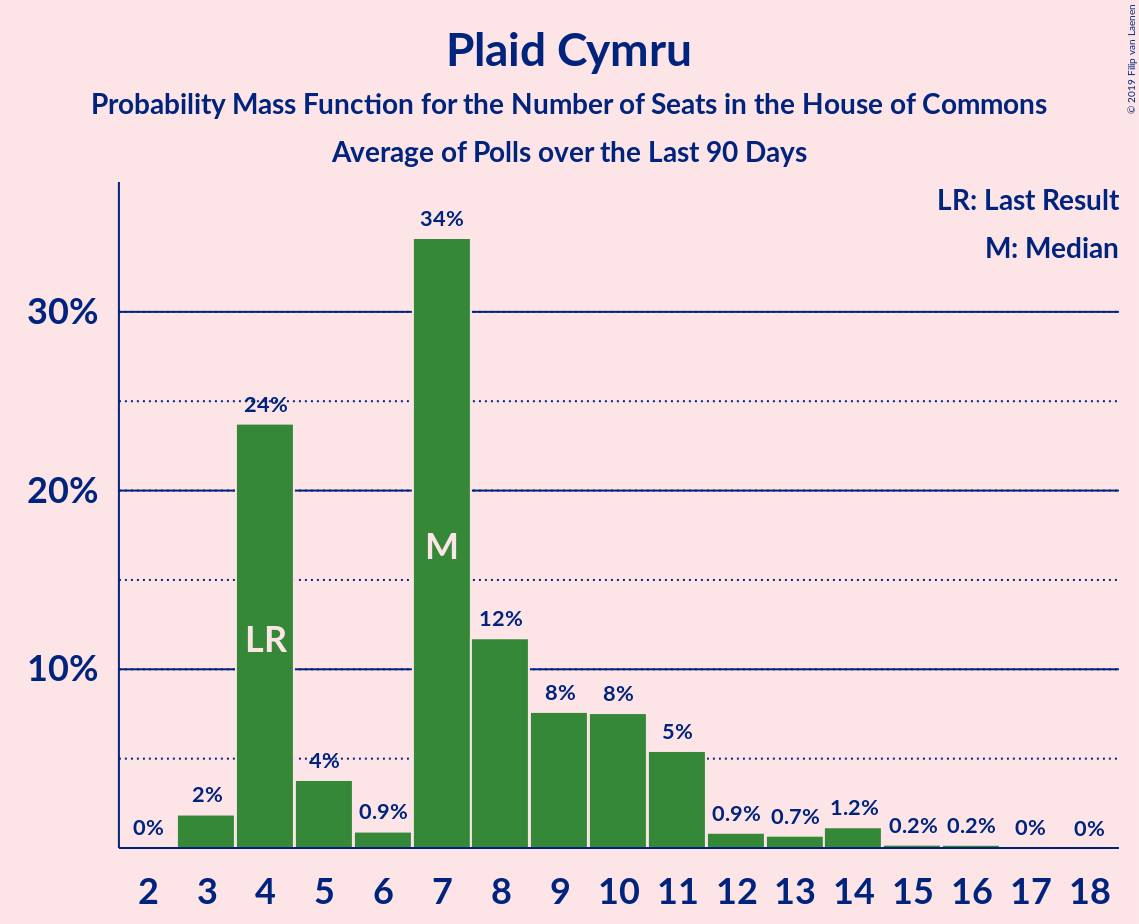 Plaid Cymru
Probability Mass Function for the Number of Seats in the House of Commons
Average of Polls over the Last 90 Days
© 2019 Filip van Laenen
LR: Last Result
M: Median
30%
20%
10%
0%
2%
24%
4%
0.9%
34%
12%
8%
8%
5%
0.9%
0.7%
1.2%
0.2%
0.2%
0%
0%
LR
M
2 3 4 5 6 7 8 9 10 11 12 13 14 15 16 17 18